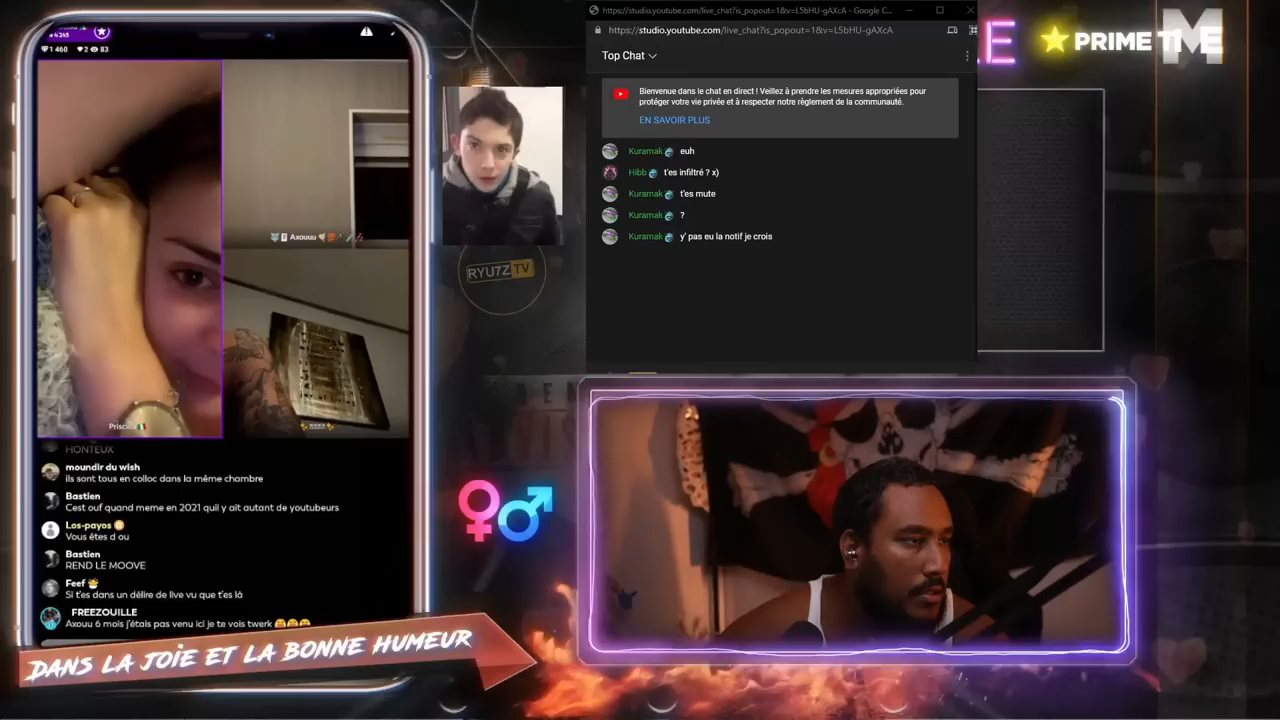 4 245
1 460
2
83
Axouuu
Priscilla
HONTEUX
moundir du wish
ils sont tous en colloc dans la même chambre
Bastien
Cest ouf quand meme en 2021 quil y ait autant de youtubeurs
Los-payos
Vous êtes d ou
Bastien
REND LE MOOVE
Feef
Si t'es dans un délire de live vu que t'es là
FREEZOUILLE
Axouu 6 mois j'étais pas venu ici je te vois twerk
DANS LA JOIE ET LA BONNE HUMEUR
RYU7Z TV
https://studio.youtube.com/live_chat?is_popout=1&v=L5bHU-gAXcA - Google C...
https://studio.youtube.com/live_chat?is_popout=1&v=L5bHU-gAXcA
Top Chat
Bienvenue dans le chat en direct ! Veillez à prendre les mesures appropriées pour
protéger votre vie privée et à respecter notre règlement de la communauté.
EN SAVOIR PLUS
Kuramak euh
Hibb t'es infiltré ? x)
Kuramak t'es mute
Kuramak ?
Kuramak y' pas eu la notif je crois
E
PRIME TIME
M